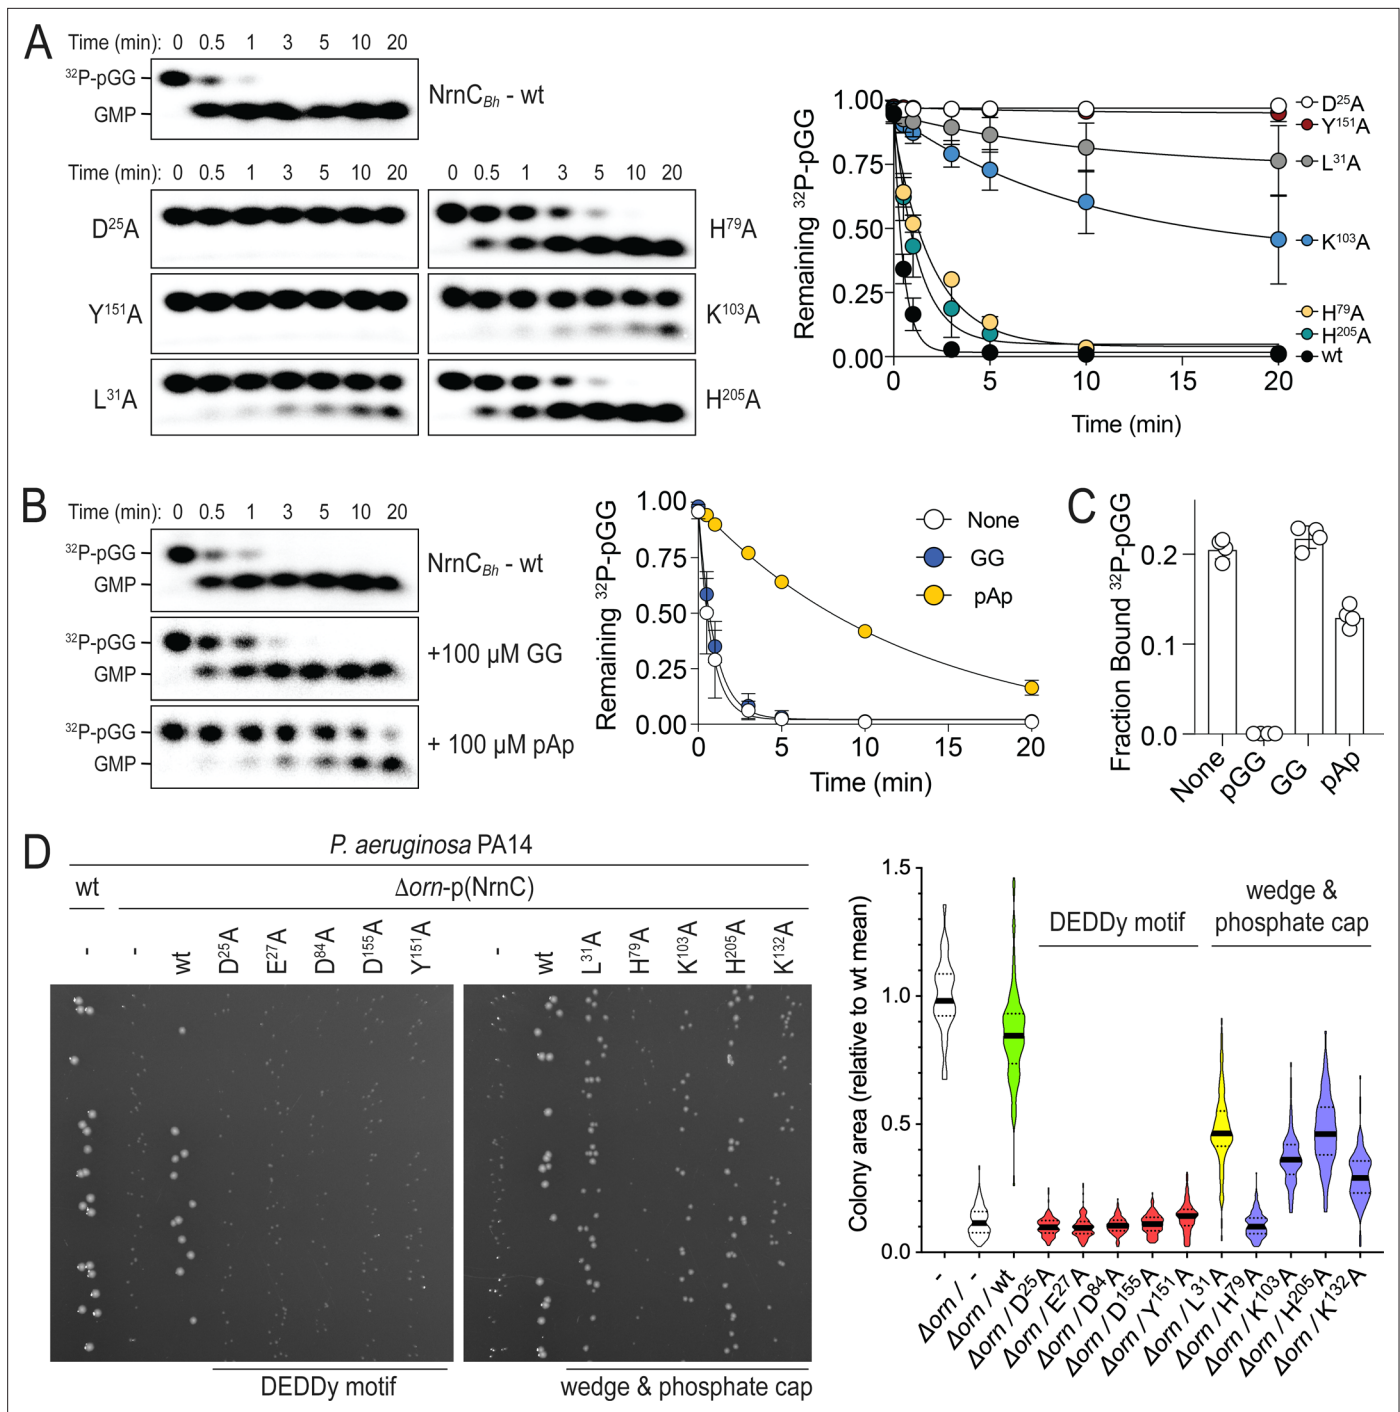 A
Time (min): 0 0.5 1 3 5 10 20
³²P-pGG
GMP
NrnC_Bh - wt
Time (min): 0 0.5 1 3 5 10 20
0 0.5 1 3 5 10 20
D²⁵A
H⁷⁹A
Y¹⁵¹A
K¹⁰³A
L³¹A
H²⁰⁵A
Remaining ³²P-pGG
1.00
0.75
0.50
0.25
0.00
0 5 10 15 20
Time (min)
D²⁵A
Y¹⁵¹A
L³¹A
K¹⁰³A
H⁷⁹A
H²⁰⁵A
wt
B
Time (min): 0 0.5 1 3 5 10 20
³²P-pGG
GMP
NrnC_Bh - wt
³²P-pGG
GMP
+100 µM GG
³²P-pGG
GMP
+ 100 µM pAp
Remaining ³²P-pGG
1.00
0.75
0.50
0.25
0.00
0 5 10 15 20
Time (min)
None
GG
pAp
C
Fraction Bound ³²P-pGG
0.2
0.1
0.0
None
pGG
GG
pAp
D
P. aeruginosa PA14
wt
Δorn-p(NrnC)
- - wt D²⁵A E²⁷A D⁸⁴A D¹⁵⁵A Y¹⁵¹A
- wt L³¹A H⁷⁹A K¹⁰³A H²⁰⁵A K¹³²A
DEDDy motif
wedge & phosphate cap
Colony area (relative to wt mean)
1.5
1.0
0.5
0.0
DEDDy motif
wedge &
phosphate cap
-
Δorn / -
Δorn / wt
Δorn / D²⁵A
Δorn / E²⁷A
Δorn / D⁸⁴A
Δorn / D¹⁵⁵A
Δorn / Y¹⁵¹A
Δorn / L³¹A
Δorn / H⁷⁹A
Δorn / K¹⁰³A
Δorn / H²⁰⁵A
Δorn / K¹³²A